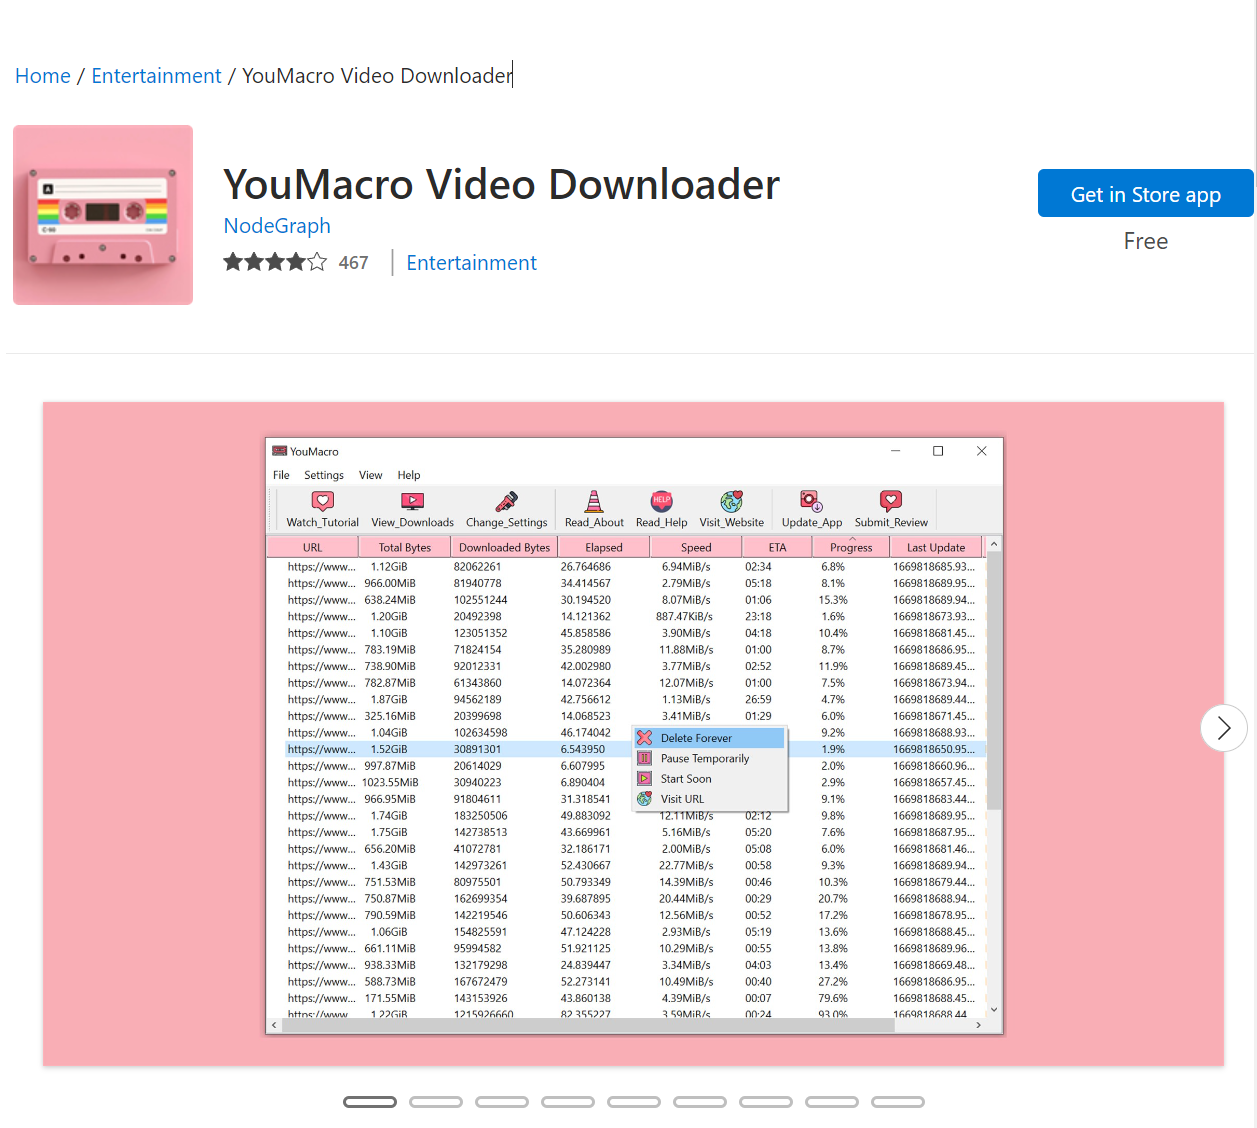 Home / Entertainment / YouMacro Video Downloader
A
C-60
YouMacro Video Downloader
NodeGraph
467
Entertainment
Get in Store app
Free
YouMacro
File Settings View Help
Watch_Tutorial View_Downloads Change_Settings Read_About HELP Read_Help Visit_Website Update_App Submit_Review
URL Total Bytes Downloaded Bytes Elapsed Speed ETA Progress Last Update
https://www... 1.12GiB 82062261 26.764686 6.94MiB/s 02:34 6.8% 1669818685.93...
https://www... 966.00MiB 81940778 34.414567 2.79MiB/s 05:18 8.1% 1669818689.95...
https://www... 638.24MiB 102551244 30.194520 8.07MiB/s 01:06 15.3% 1669818689.94...
https://www... 1.20GiB 20492398 14.121362 887.47KiB/s 23:18 1.6% 1669818673.93...
https://www... 1.10GiB 123051352 45.858586 3.90MiB/s 04:18 10.4% 1669818681.45...
https://www... 783.19MiB 71824154 35.280989 11.88MiB/s 01:00 8.7% 1669818686.95...
https://www... 738.90MiB 92012331 42.002980 3.77MiB/s 02:52 11.9% 1669818689.45...
https://www... 782.87MiB 61343860 14.072364 12.07MiB/s 01:00 7.5% 1669818673.94...
https://www... 1.87GiB 94562189 42.756612 1.13MiB/s 26:59 4.7% 1669818689.44...
https://www... 325.16MiB 20399698 14.068523 3.41MiB/s 01:29 6.0% 1669818671.45...
https://www... 1.04GiB 102634598 46.174042 9.2% 1669818688.93...
https://www... 1.52GiB 30891301 6.543950 1.9% 1669818650.95...
https://www... 997.87MiB 20614029 6.607995 2.0% 1669818660.96...
https://www... 1023.55MiB 30940223 6.890404 2.9% 1669818657.45...
https://www... 966.95MiB 91804611 31.318541 9.1% 1669818683.44...
Delete Forever
Pause Temporarily
Start Soon
Visit URL
https://www... 1.74GiB 183250506 49.883092 12.11MiB/s 02:12 9.8% 1669818689.95...
https://www... 1.75GiB 142738513 43.669961 5.16MiB/s 05:20 7.6% 1669818687.95...
https://www... 656.20MiB 41072781 32.186171 2.00MiB/s 05:08 6.0% 1669818681.46...
https://www... 1.43GiB 142973261 52.430667 22.77MiB/s 00:58 9.3% 1669818689.94...
https://www... 751.53MiB 80975501 50.793349 14.39MiB/s 00:46 10.3% 1669818679.44...
https://www... 750.87MiB 162699354 39.687895 20.44MiB/s 00:29 20.7% 1669818688.94...
https://www... 790.59MiB 142219546 50.606343 12.56MiB/s 00:52 17.2% 1669818678.95...
https://www... 1.06GiB 154825591 47.124228 2.93MiB/s 05:19 13.6% 1669818688.45...
https://www... 661.11MiB 95994582 51.921125 10.29MiB/s 00:55 13.8% 1669818689.96...
https://www... 938.33MiB 132179298 24.839447 3.34MiB/s 04:03 13.4% 1669818669.48...
https://www... 588.73MiB 167672479 52.273141 10.49MiB/s 00:40 27.2% 1669818686.95...
https://www... 171.55MiB 143153926 43.860138 4.39MiB/s 00:07 79.6% 1669818688.45...
https://www... 1.22GiB 1215926660 82.355227 3.59MiB/s 00:24 93.0% 1669818688.44...